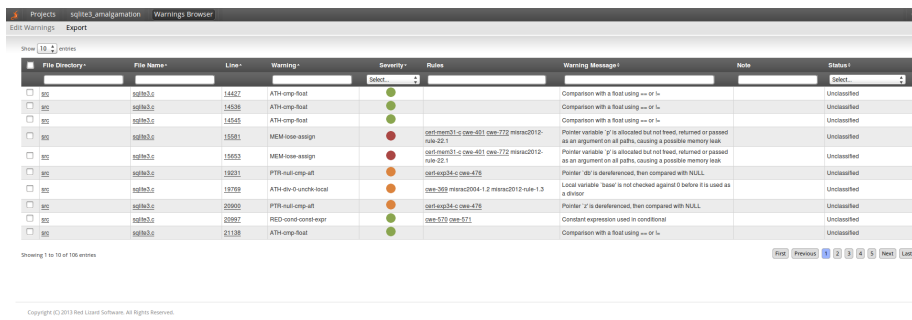 Projects sqlite3_amalgamation Warnings Browser
Edit Warnings Export
Show 10 entries
File Directory File Name Line Warning Severity Rules Warning Message Note Status
Select... Select...
src sqlite3.c 14427 ATH-cmp-float Comparison with a float using == or != Unclassified
src sqlite3.c 14536 ATH-cmp-float Comparison with a float using == or != Unclassified
src sqlite3.c 14545 ATH-cmp-float Comparison with a float using == or != Unclassified
src sqlite3.c 15581 MEM-lose-assign cert-mem31-c cwe-401 cwe-772 misrac2012-rule-22.1 Pointer variable `p' is allocated but not freed, returned or passed as an argument on all paths, causing a possible memory leak Unclassified
src sqlite3.c 15653 MEM-lose-assign cert-mem31-c cwe-401 cwe-772 misrac2012-rule-22.1 Pointer variable `p' is allocated but not freed, returned or passed as an argument on all paths, causing a possible memory leak Unclassified
src sqlite3.c 19231 PTR-null-cmp-aft cert-exp34-c cwe-476 Pointer `db' is dereferenced, then compared with NULL Unclassified
src sqlite3.c 19769 ATH-div-0-unchk-local cwe-369 misrac2004-1.2 misrac2012-rule-1.3 Local variable `base' is not checked against 0 before it is used as a divisor Unclassified
src sqlite3.c 20900 PTR-null-cmp-aft cert-exp34-c cwe-476 Pointer `z' is dereferenced, then compared with NULL Unclassified
src sqlite3.c 20997 RED-cond-const-expr cwe-570 cwe-571 Constant expression used in conditional Unclassified
src sqlite3.c 21138 ATH-cmp-float Comparison with a float using == or != Unclassified
Showing 1 to 10 of 106 entries First Previous 1 2 3 4 5 Next Last
Copyright (C) 2013 Red Lizard Software. All Rights Reserved.